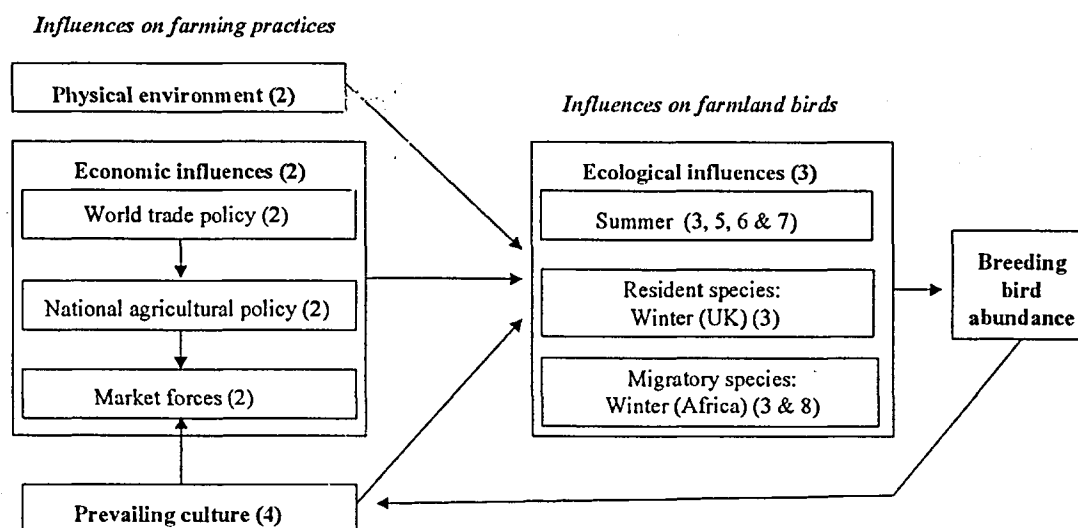 Influences on farming practices
Physical environment (2)
Influences on farmland birds
Economic influences (2)
World trade policy (2)
National agricultural policy (2)
Market forces (2)
Prevailing culture (4)
Ecological influences (3)
Summer (3, 5, 6 & 7)
Resident species:
Winter (UK) (3)
Migratory species:
Winter (Africa) (3 & 8)
Breeding
bird
abundance